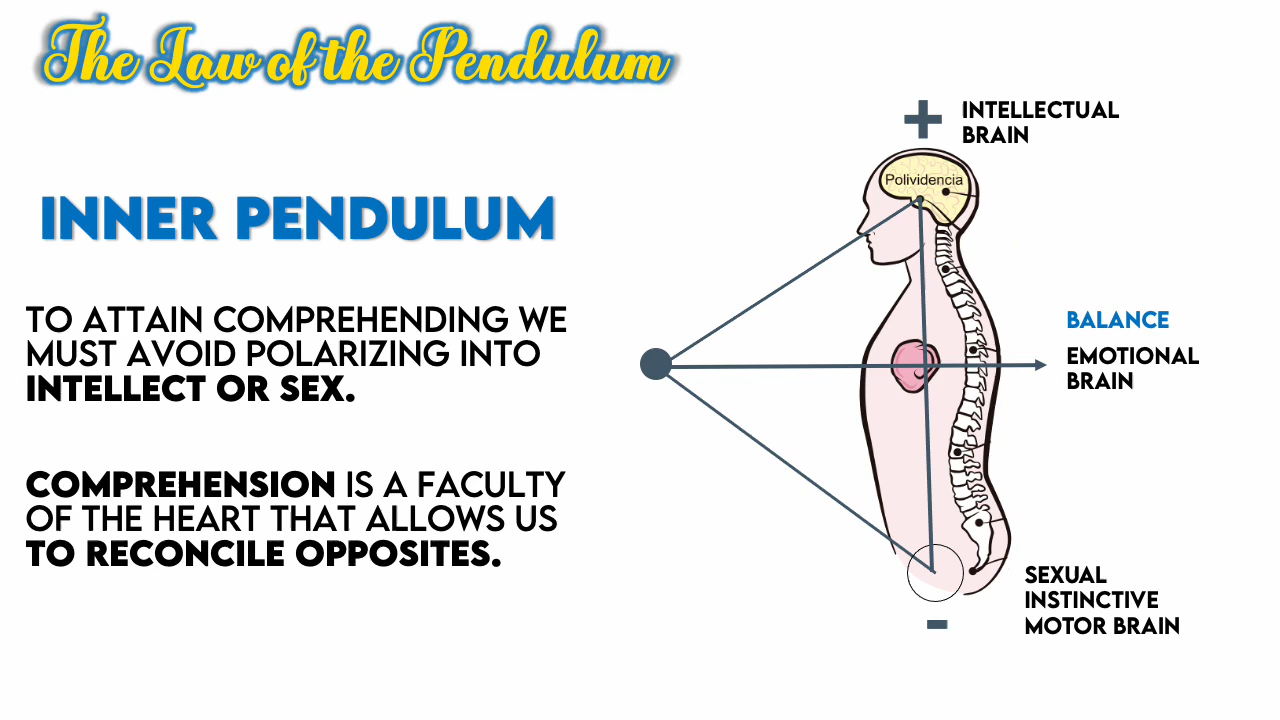 The Law of the Pendulum
INNER PENDULUM
TO ATTAIN COMPREHENDING WE
MUST AVOID POLARIZING INTO
INTELLECT OR SEX.
COMPREHENSION IS A FACULTY
OF THE HEART THAT ALLOWS US
TO RECONCILE OPPOSITES.
+
INTELLECTUAL
BRAIN
Polividencia
BALANCE
EMOTIONAL
BRAIN
SEXUAL
INSTINCTIVE
MOTOR BRAIN
-